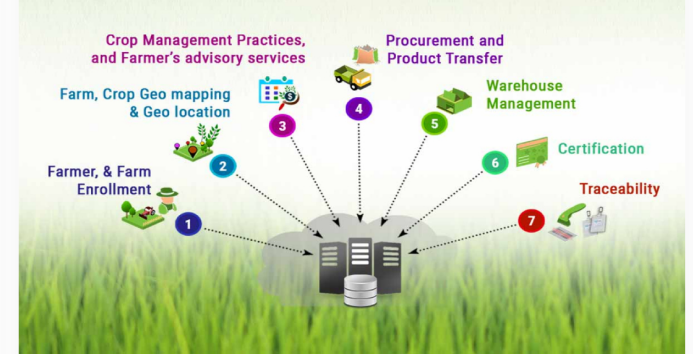 Crop Management Practices,
and Farmer's advisory services
Procurement and
Product Transfer
Farm, Crop Geo mapping
& Geo location
Warehouse
Management
Farmer, & Farm
Enrollment
Certification
Traceability
1
2
3
4
5
6
7